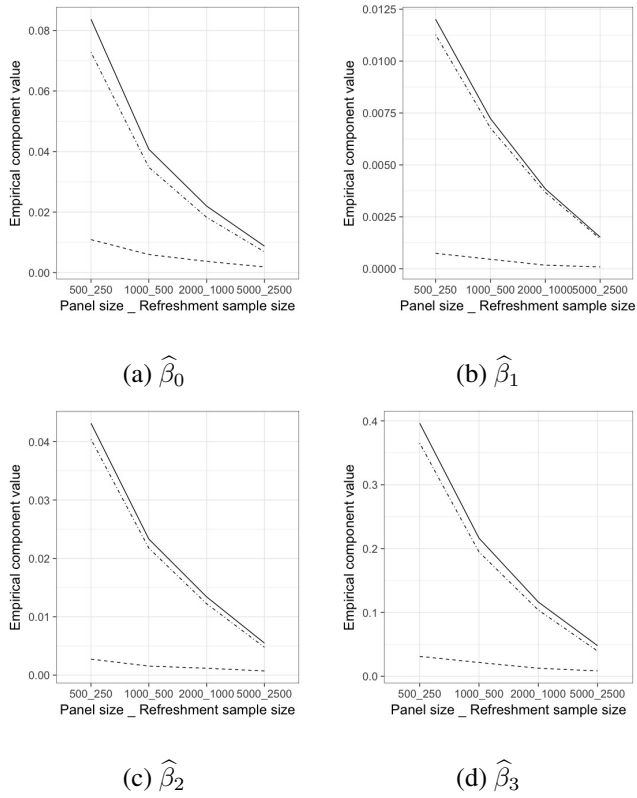 Empirical component value
0.08
0.06
0.04
0.02
0.00
500_250 1000_500 2000_1000 5000_2500
Panel size _ Refreshment sample size
(a) β̂0
Empirical component value
0.0125
0.0100
0.0075
0.0050
0.0025
0.0000
500_250 1000_500 2000_1000 5000_2500
Panel size _ Refreshment sample size
(b) β̂1
Empirical component value
0.04
0.03
0.02
0.01
0.00
500_250 1000_500 2000_1000 5000_2500
Panel size _ Refreshment sample size
(c) β̂2
Empirical component value
0.4
0.3
0.2
0.1
0.0
500_250 1000_500 2000_1000 5000_2500
Panel size _ Refreshment sample size
(d) β̂3